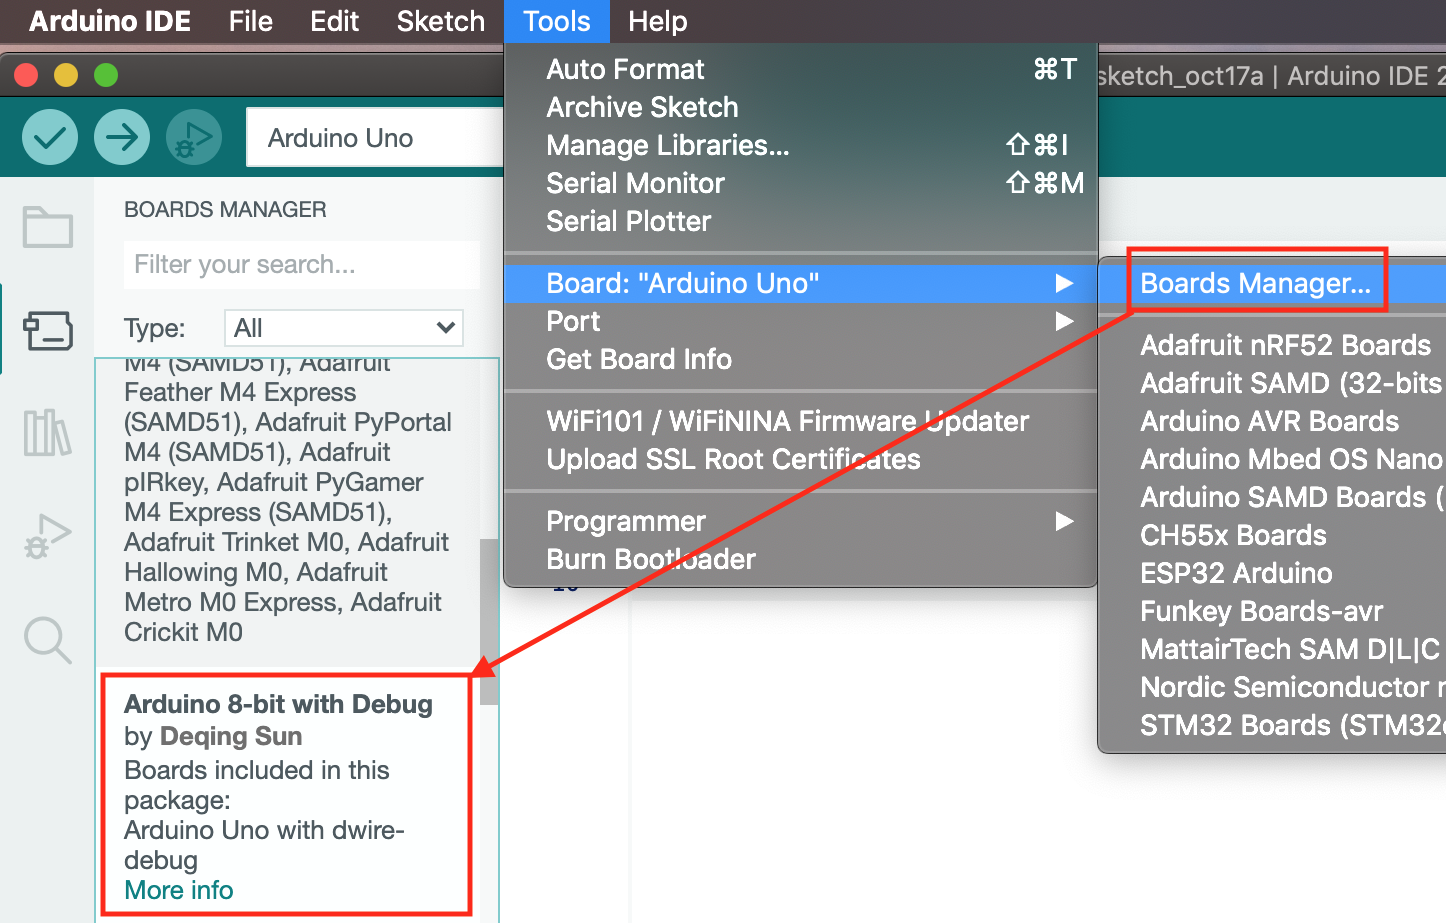 Arduino IDE File Edit Sketch Tools Help
sketch_oct17a | Arduino IDE 2
Arduino Uno
BOARDS MANAGER
Filter your search...
Type: All
M4 (SAMD51), Adafruit
Feather M4 Express
(SAMD51), Adafruit PyPortal
M4 (SAMD51), Adafruit
pIRkey, Adafruit PyGamer
M4 Express (SAMD51),
Adafruit Trinket M0, Adafruit
Hallowing M0, Adafruit
Metro M0 Express, Adafruit
Crickit M0
Arduino 8-bit with Debug
by Deqing Sun
Boards included in this
package:
Arduino Uno with dwire-
debug
More info
Auto Format ⌘T
Archive Sketch
Manage Libraries... ⇧⌘I
Serial Monitor ⇧⌘M
Serial Plotter
Board: "Arduino Uno"
Port
Get Board Info
WiFi101 / WiFiNINA Firmware Updater
Upload SSL Root Certificates
Programmer
Burn Bootloader
Boards Manager...
Adafruit nRF52 Boards
Adafruit SAMD (32-bits
Arduino AVR Boards
Arduino Mbed OS Nano
Arduino SAMD Boards (
CH55x Boards
ESP32 Arduino
Funkey Boards-avr
MattairTech SAM D|L|C
Nordic Semiconductor
STM32 Boards (STM32